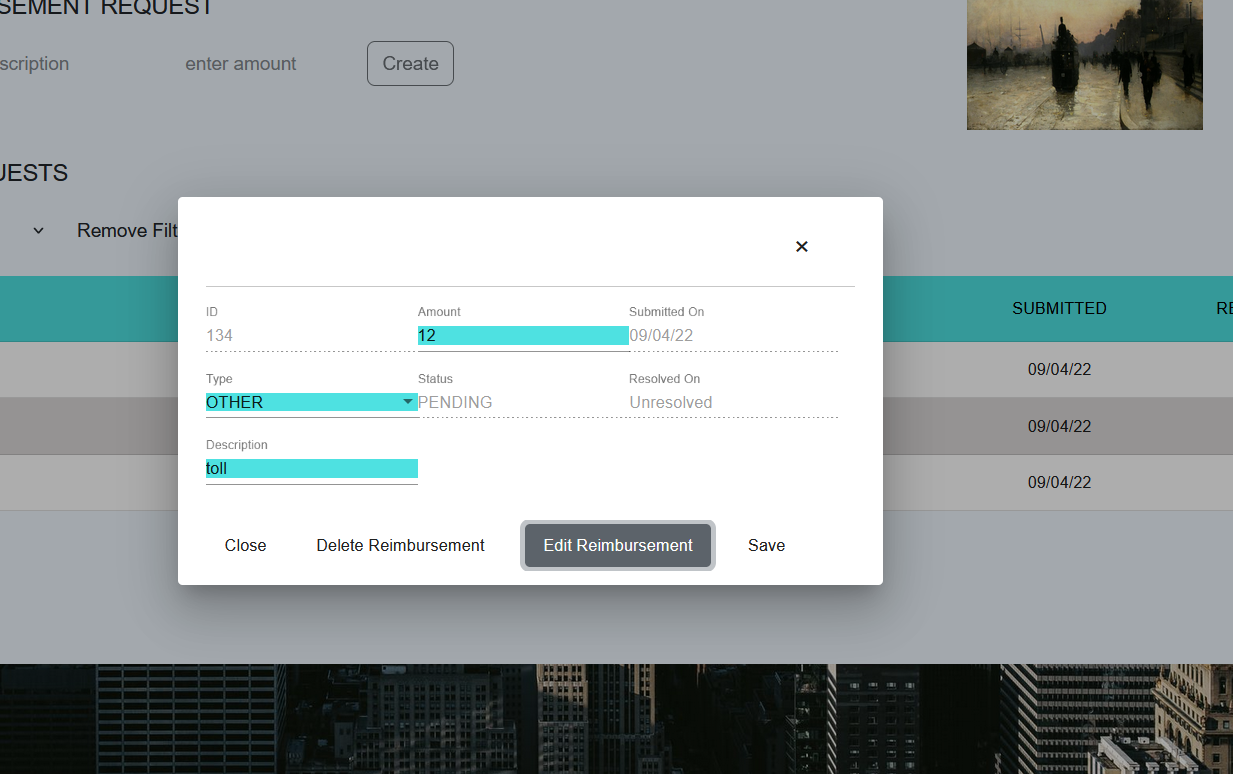 SEMENT REQUEST
scription enter amount Create
UESTS
Remove Filt
SUBMITTED RE
ID Amount Submitted On
134 12 09/04/22
09/04/22
Type Status Resolved On
OTHER PENDING Unresolved
09/04/22
Description
toll
09/04/22
Close Delete Reimbursement Edit Reimbursement Save